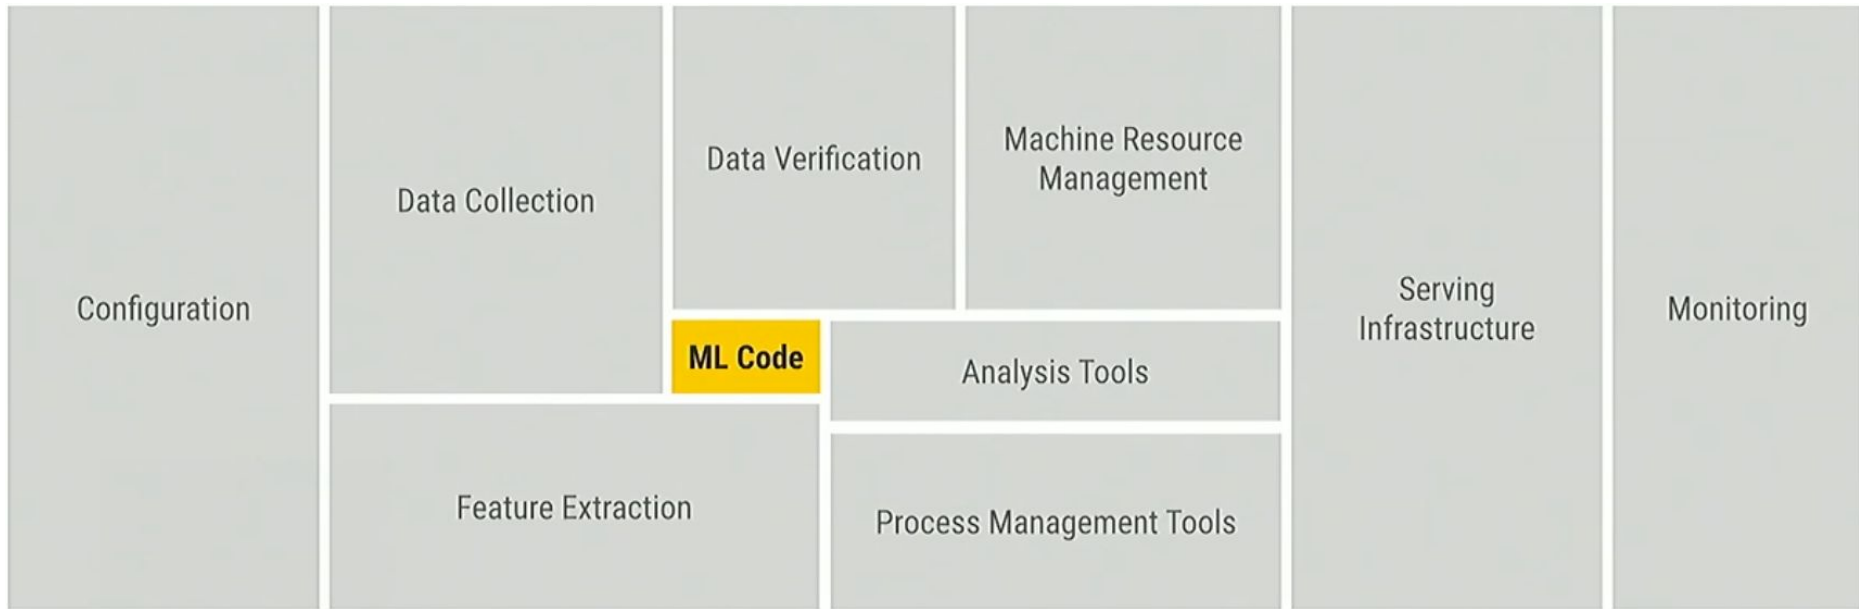 Configuration
Data Collection
Data Verification
Machine Resource
Management
ML Code
Analysis Tools
Feature Extraction
Process Management Tools
Serving
Infrastructure
Monitoring